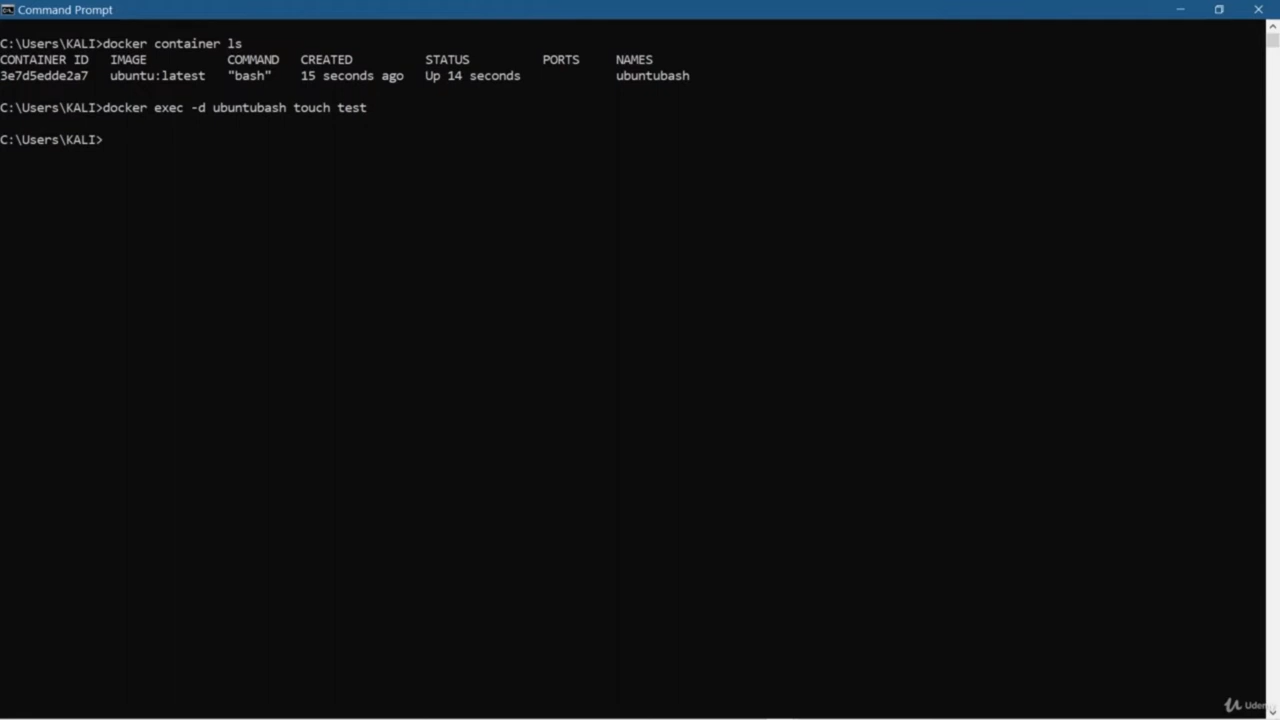 Command Prompt
C:\Users\KALI>docker container ls
CONTAINER ID IMAGE COMMAND CREATED STATUS PORTS NAMES
3e7d5edde2a7 ubuntu:latest "bash" 15 seconds ago Up 14 seconds ubuntubash
C:\Users\KALI>docker exec -d ubuntubash touch test
C:\Users\KALI>